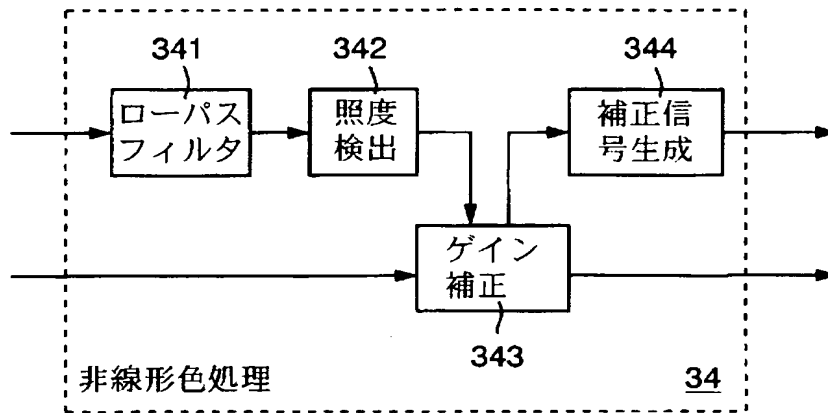 341
342
344
ローパス
フィルタ
照度
検出
補正信
号生成
ゲイン
補正
343
非線形色処理
34